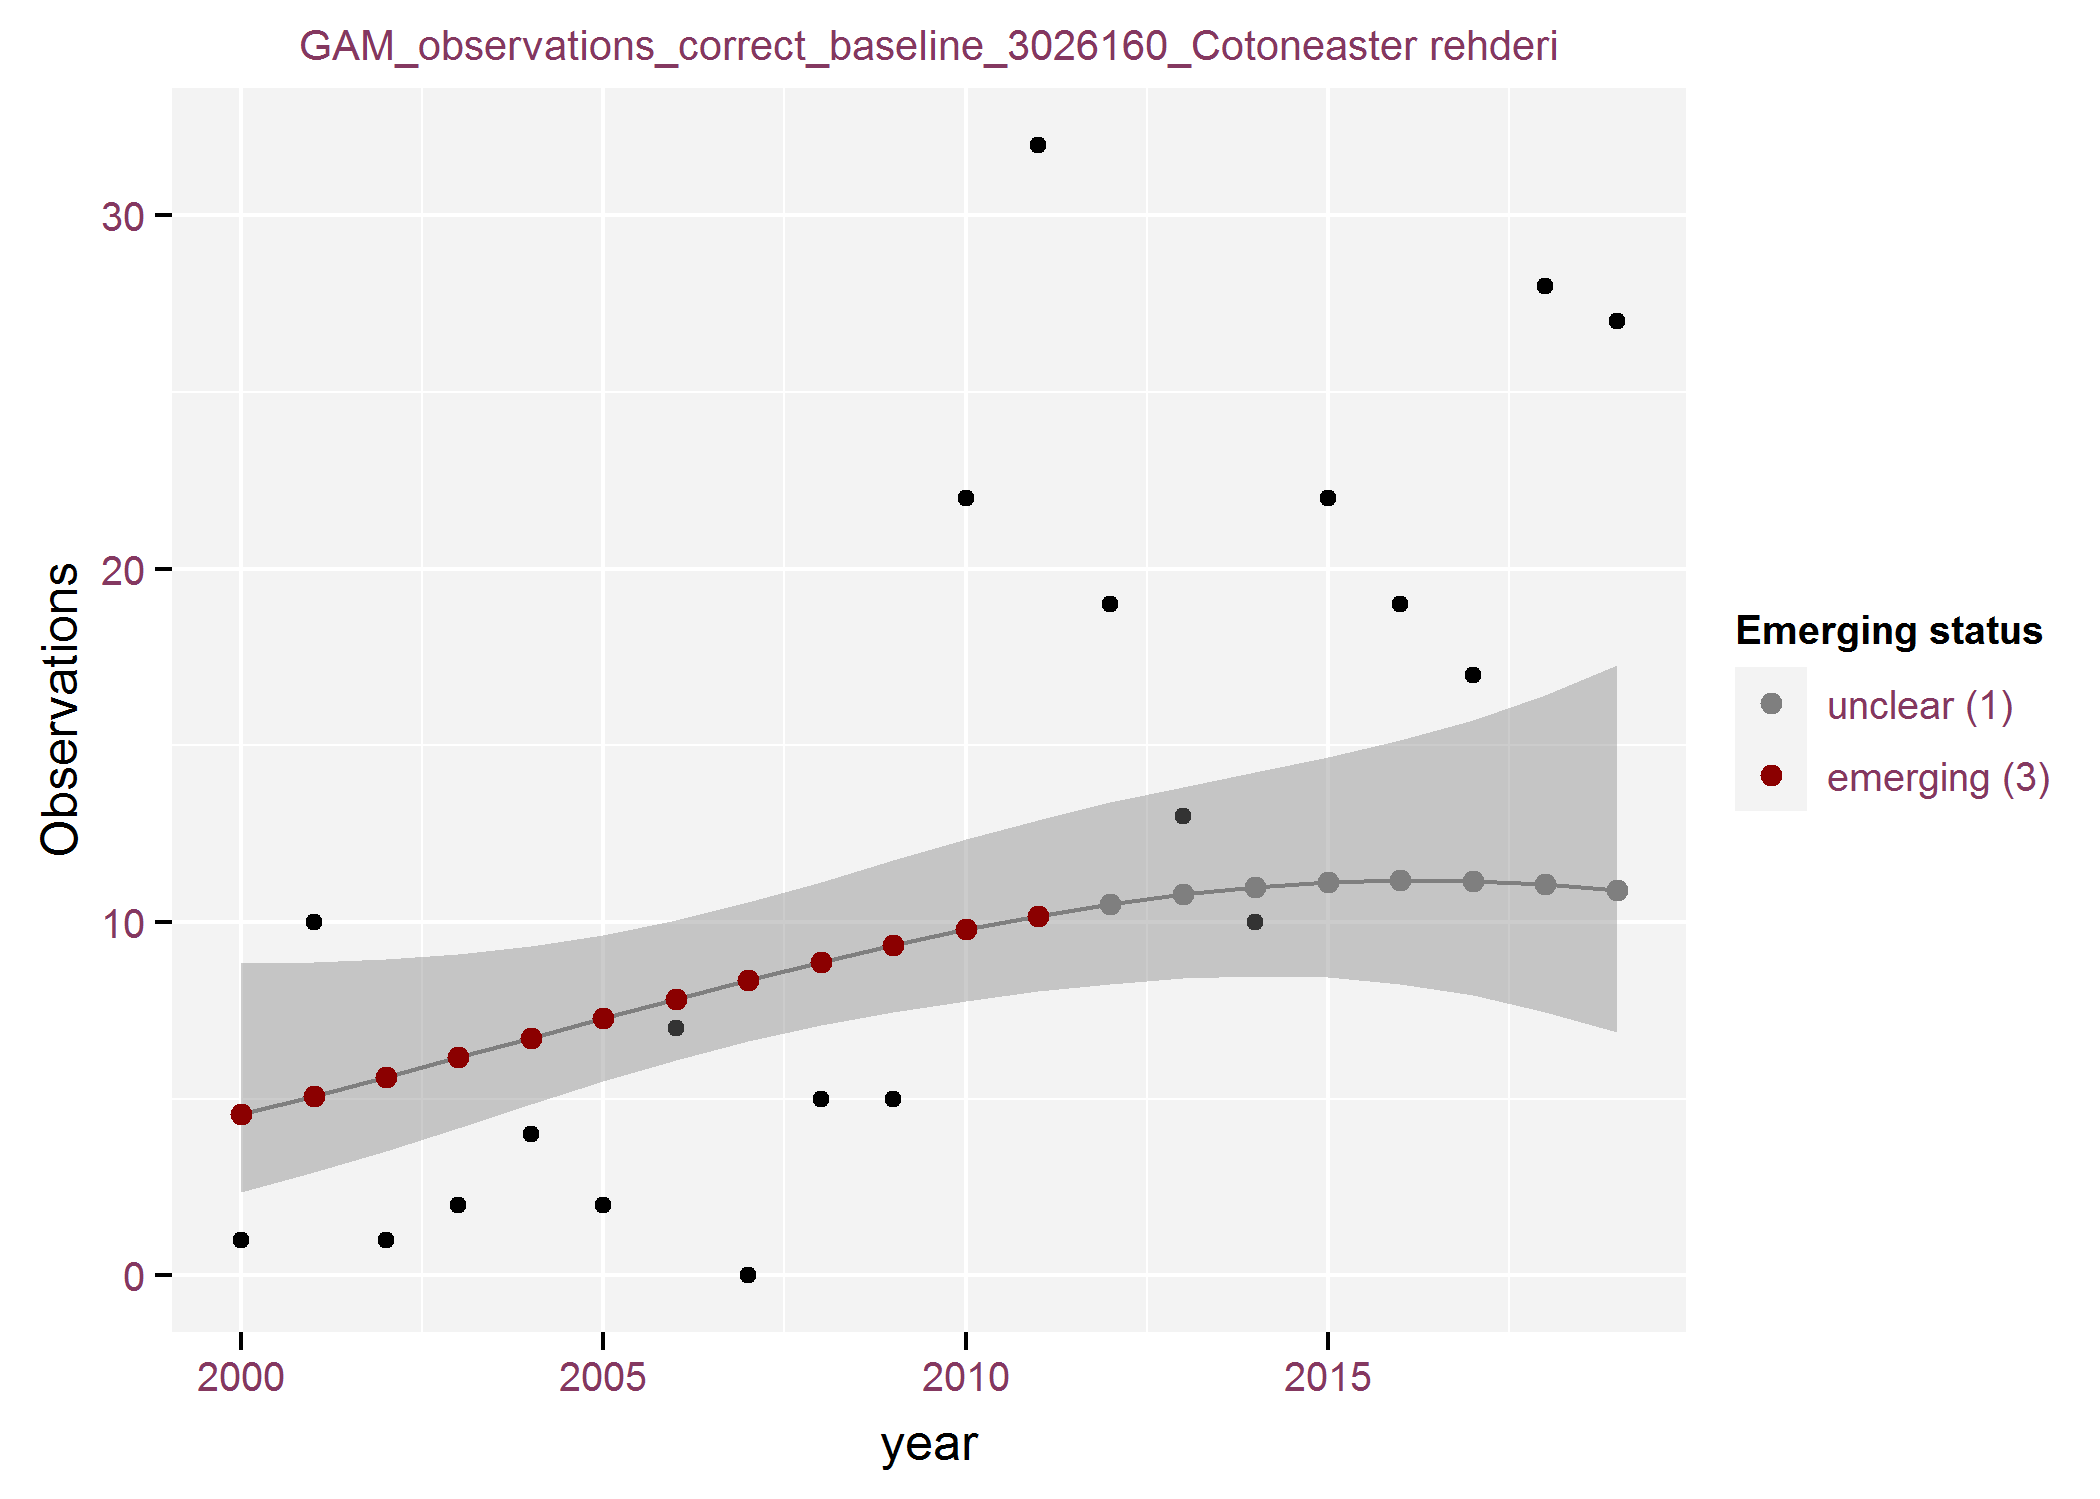 GAM_observations_correct_baseline_3026160_Cotoneaster rehderi
30
20
10
0
Observations
2000
2005
2010
2015
year
Emerging status
unclear (1)
emerging (3)